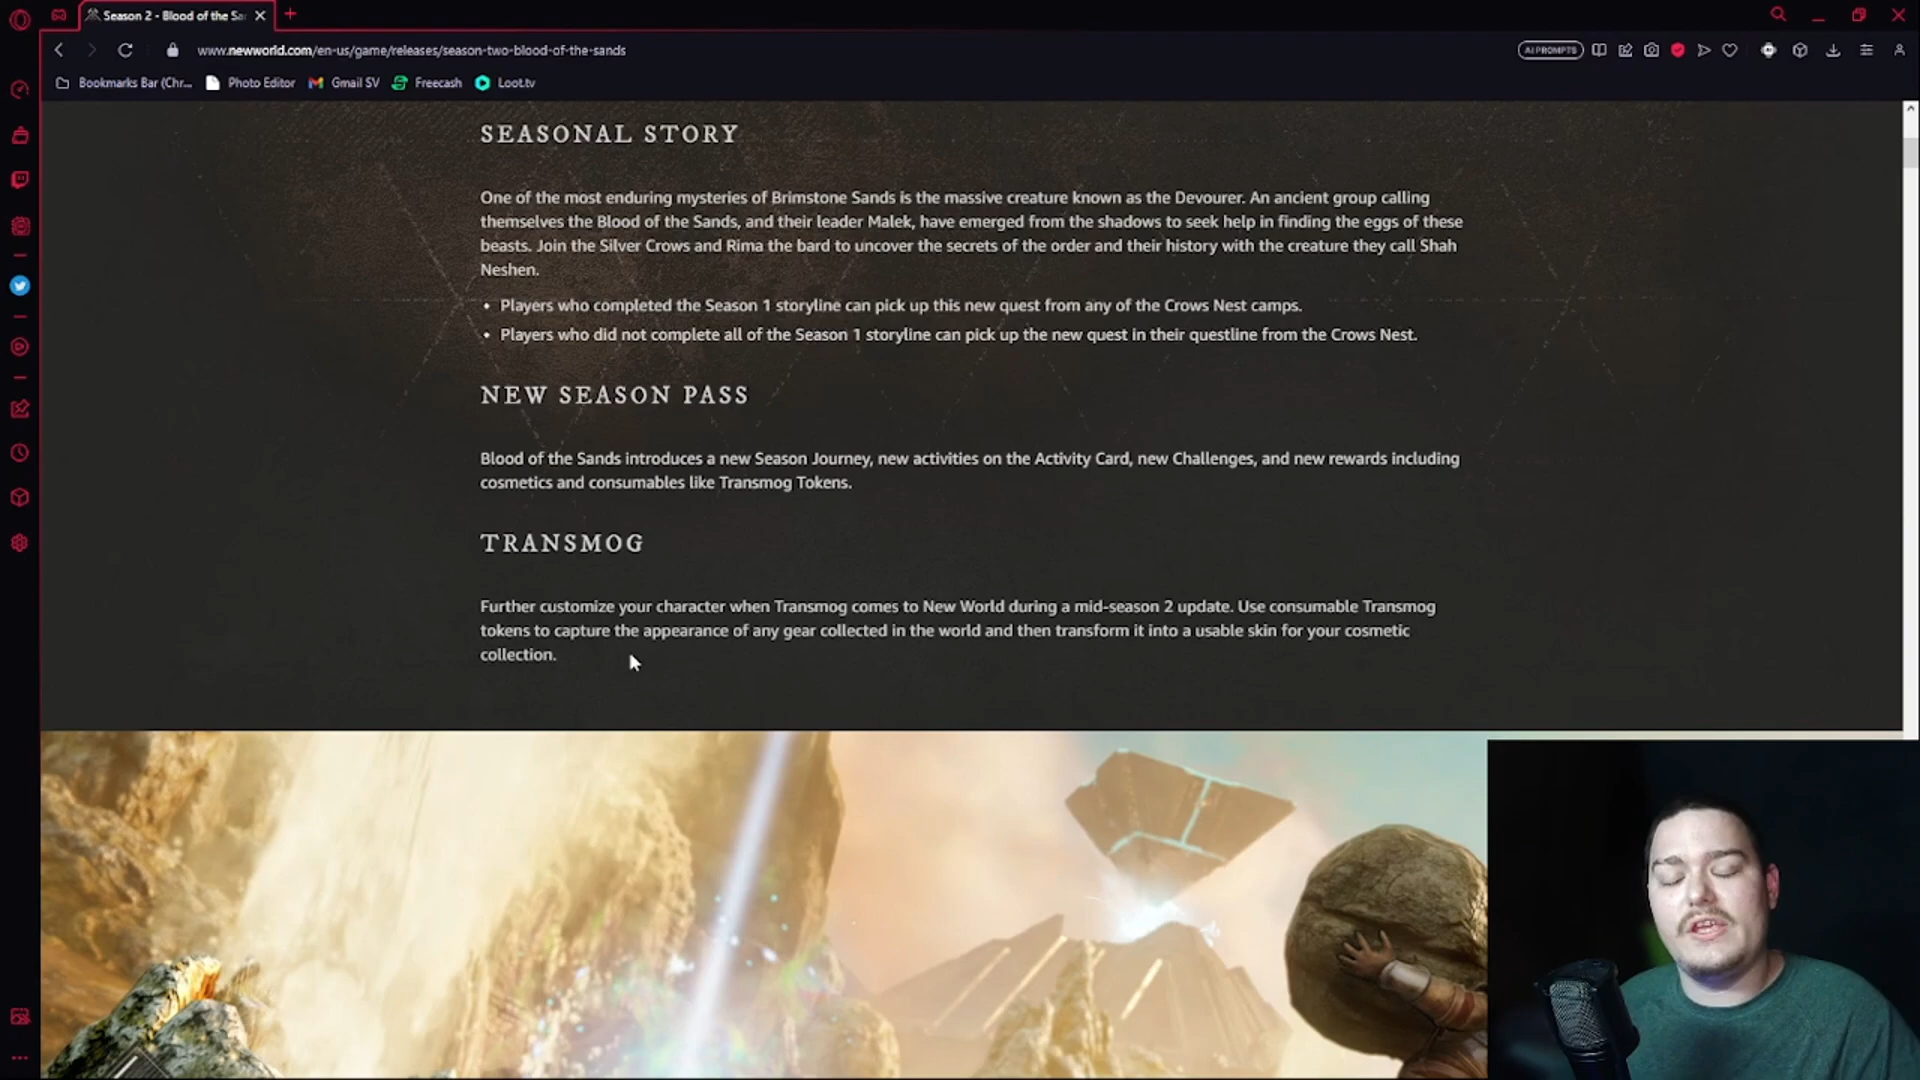 Season 2 - Blood of the Sa
www.newworld.com/en-us/game/releases/season-two-blood-of-the-sands
AI PROMPTS
Bookmarks Bar (Chr...
Photo Editor
Gmail SV
Freecash
Loot.tv
SEASONAL STORY
One of the most enduring mysteries of Brimstone Sands is the massive creature known as the Devourer. An ancient group calling
themselves the Blood of the Sands, and their leader Malek, have emerged from the shadows to seek help in finding the eggs of these
beasts. Join the Silver Crows and Rima the bard to uncover the secrets of the order and their history with the creature they call Shah
Neshen.
• Players who completed the Season 1 storyline can pick up this new quest from any of the Crows Nest camps.
• Players who did not complete all of the Season 1 storyline can pick up the new quest in their questline from the Crows Nest.
NEW SEASON PASS
Blood of the Sands introduces a new Season Journey, new activities on the Activity Card, new Challenges, and new rewards including
cosmetics and consumables like Transmog Tokens.
TRANSMOG
Further customize your character when Transmog comes to New World during a mid-season 2 update. Use consumable Transmog
tokens to capture the appearance of any gear collected in the world and then transform it into a usable skin for your cosmetic
collection.